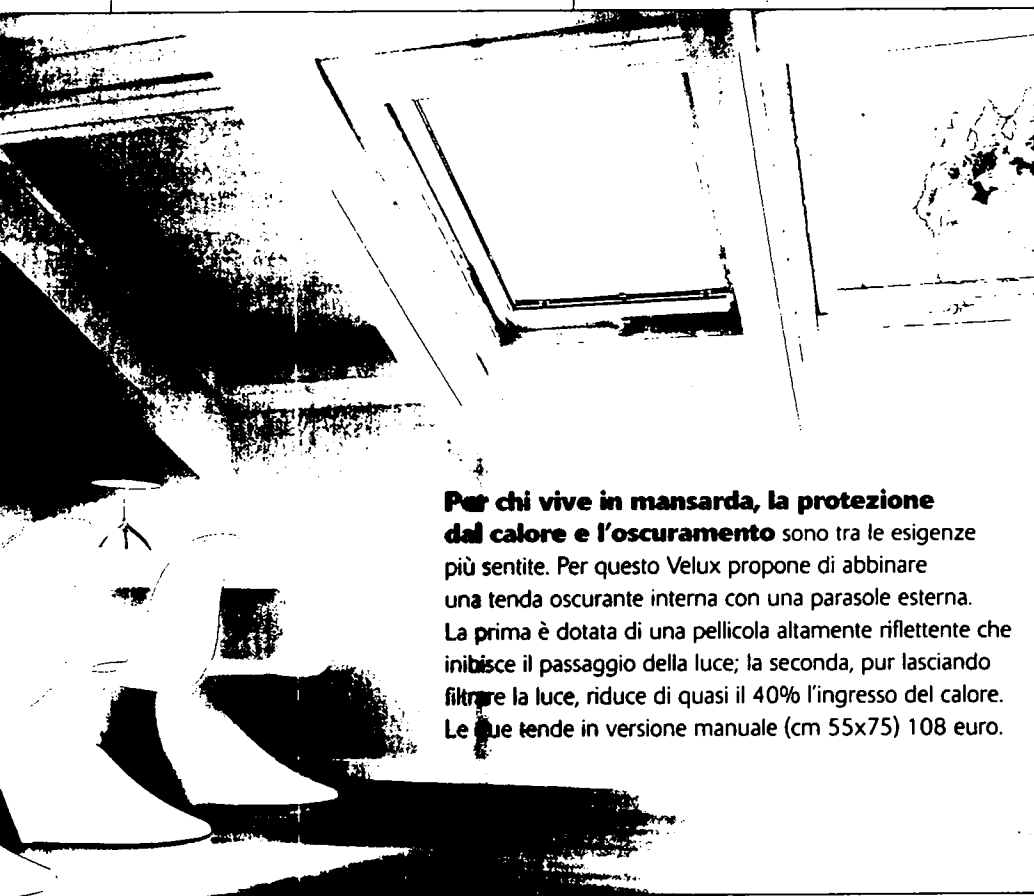 Per chi vive in mansarda, la protezione
dal calore e l'oscuramento sono tra le esigenze
più sentite. Per questo Velux propone di abbinare
una tenda oscurante interna con una parasole esterna.
La prima è dotata di una pellicola altamente riflettente che
inibisce il passaggio della luce; la seconda, pur lasciando
filtrare la luce, riduce di quasi il 40% l'ingresso del calore.
Le due tende in versione manuale (cm 55x75) 108 euro.